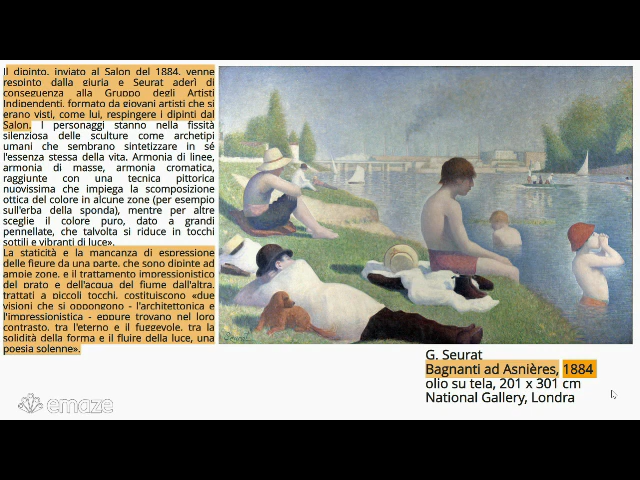 Il dipinto, inviato al Salon del 1884, venne
respinto dalla giuria e Seurat aderì di
conseguenza alla Gruppo degli Artisti
Indipendenti, formato da giovani artisti che si
erano visti, come lui, respingere i dipinti dal
Salon. I personaggi stanno nella fissità
silenziosa delle sculture come archetipi
umani che sembrano sintetizzare in sé
l'essenza stessa della vita. Armonia di linee,
armonia di masse, armonia cromatica,
raggiunte con una tecnica pittorica
nuovissima che impiega la scomposizione
ottica del colore in alcune zone (per esempio
sull'erba della sponda), mentre per altre
sceglie il colore puro, dato a grandi
pennellate, che talvolta si riduce in tocchi
sottili e vibranti di luce».
La staticità e la mancanza di espressione
delle figure da una parte, che sono dipinte ad
ampie zone, e il trattamento impressionistico
del prato e dell'acqua del fiume dall'altra,
trattati a piccoli tocchi, costituiscono «due
visioni che si oppongono - l'architettonica e
l'impressionistica - eppure trovano nel loro
contrasto, tra l'eterno e il fuggevole, tra la
solidità della forma e il fluire della luce, una
poesia solenne».
G. Seurat
Bagnanti ad Asnières, 1884
olio su tela, 201 x 301 cm
National Gallery, Londra
emaze